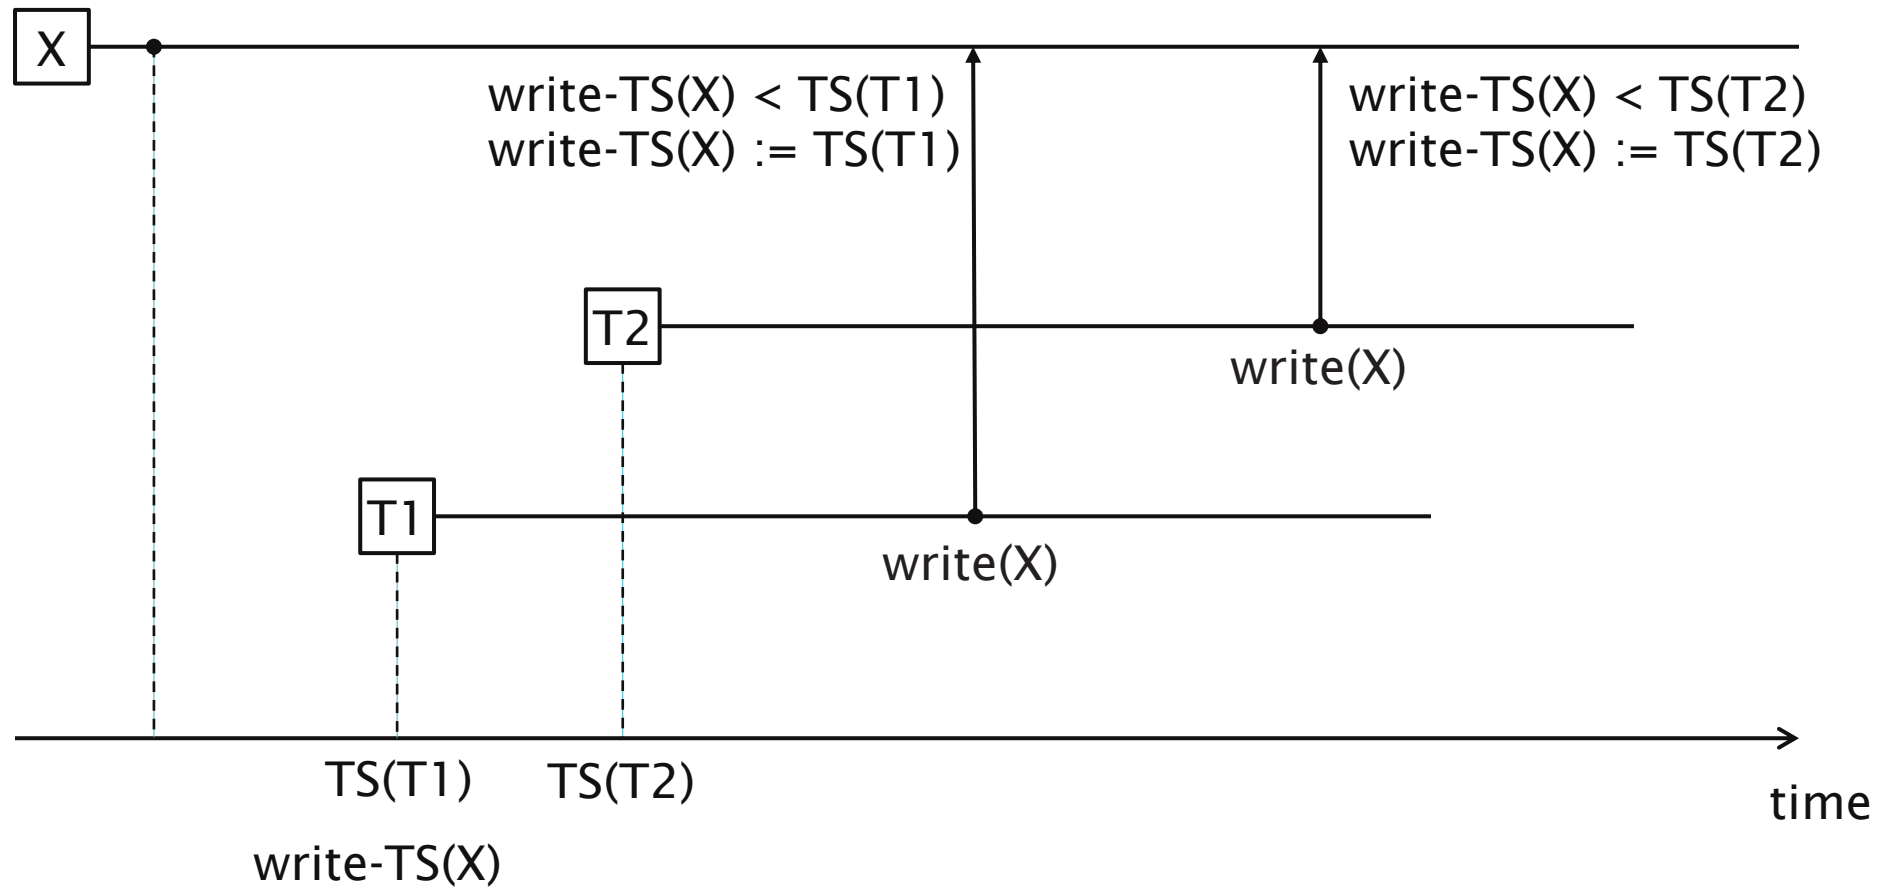 X
write-TS(X) < TS(T1)
write-TS(X) := TS(T1)
write-TS(X) < TS(T2)
write-TS(X) := TS(T2)
T2
write(X)
T1
write(X)
TS(T1)
TS(T2)
time
write-TS(X)